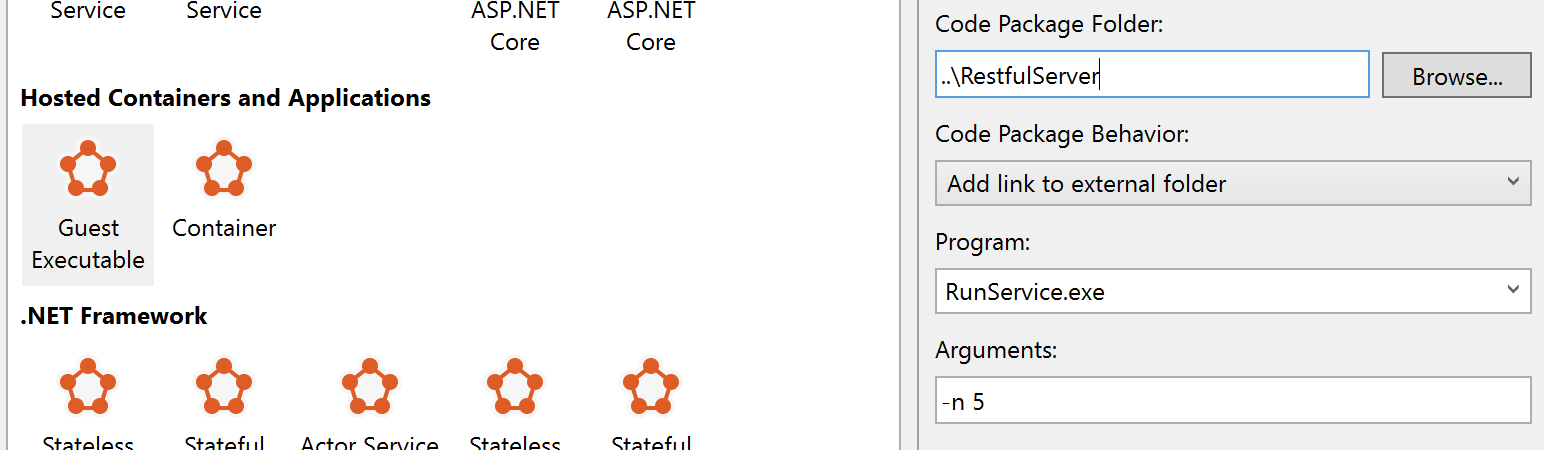 Service Service ASP.NET ASP.NET
Core Core
Hosted Containers and Applications
Guest Container
Executable
.NET Framework
Stateless Stateful Actor Service Stateless Stateful
Code Package Folder:
..\RestfulServer Browse...
Code Package Behavior:
Add link to external folder
Program:
RunService.exe
Arguments:
-n 5